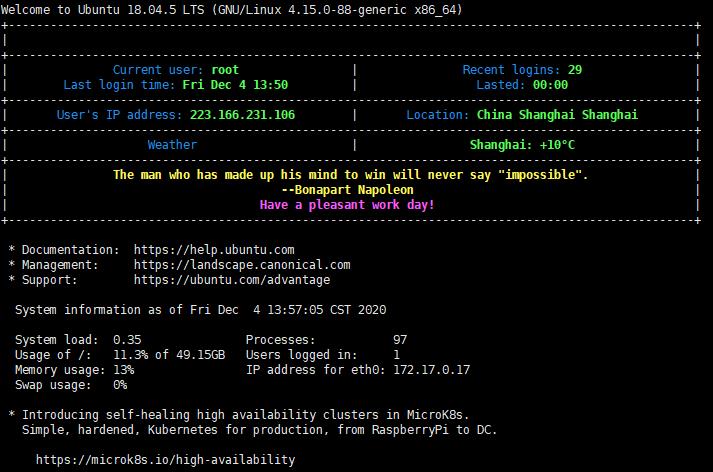 Welcome to Ubuntu 18.04.5 LTS (GNU/Linux 4.15.0-88-generic x86_64)
Current user: root | Recent logins: 29
Last login time: Fri Dec 4 13:50 | Lasted: 00:00
User's IP address: 223.166.231.106 | Location: China Shanghai Shanghai
Weather | Shanghai: +10°C
The man who has made up his mind to win will never say "impossible".
--Bonapart Napoleon
Have a pleasant work day!
* Documentation:  https://help.ubuntu.com
* Management:     https://landscape.canonical.com
* Support:        https://ubuntu.com/advantage
System information as of Fri Dec  4 13:57:05 CST 2020
System load:  0.35               Processes:           97
Usage of /:   11.3% of 49.15GB   Users logged in:     1
Memory usage: 13%                IP address for eth0: 172.17.0.17
Swap usage:   0%
* Introducing self-healing high availability clusters in MicroK8s.
Simple, hardened, Kubernetes for production, from RaspberryPi to DC.
https://microk8s.io/high-availability